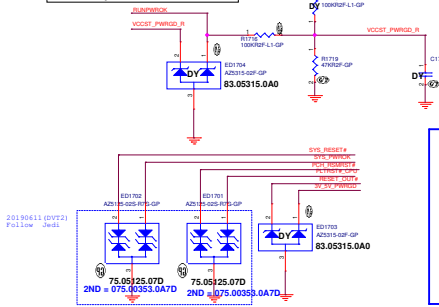 RUNPWROK
VCCST_PWRGD_R
DY
100KR2F-L1-GP
R1716
100KR2F-L1-GP
VCCST_PWRGD_R
R1719
47KR2F-GP
ED1704
AZ5315-02F-GP
83.05315.0A0
DY
DY
SYS_RESET#
SYS_PWROK
PCH_RSMRST#
PLTRST_CPU
RESET_OUT#
3V_5V_PWRGD
20190611(DVT2)
Follow Jedi
ED1702
AZ5125-02S-R7G-GP
ED1701
AZ5125-02S-R7G-GP
ED1703
AZ5315-02F-GP
DY
83.05315.0A0
75.05125.07D
75.05125.07D
2ND = 075.00353.0A7D
2ND = 075.00353.0A7D